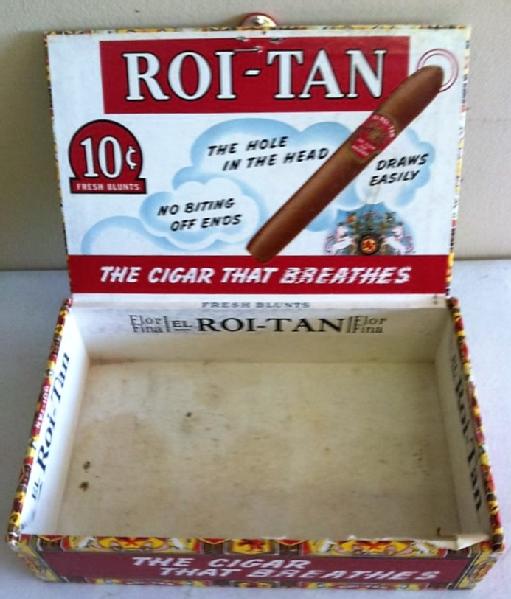 ROI-TAN
10¢
FRESH BLUNTS
THE HOLE
IN THE HEAD
DRAWS
EASILY
NO BITING
OFF ENDS
THE CIGAR THAT BREATHES
FRESH BLUNTS
Flor
Fina
EL ROI-TAN
Flor
Fina
EL ROI-TAN
ROI-TAN
THE CIGAR
THAT BREATHES